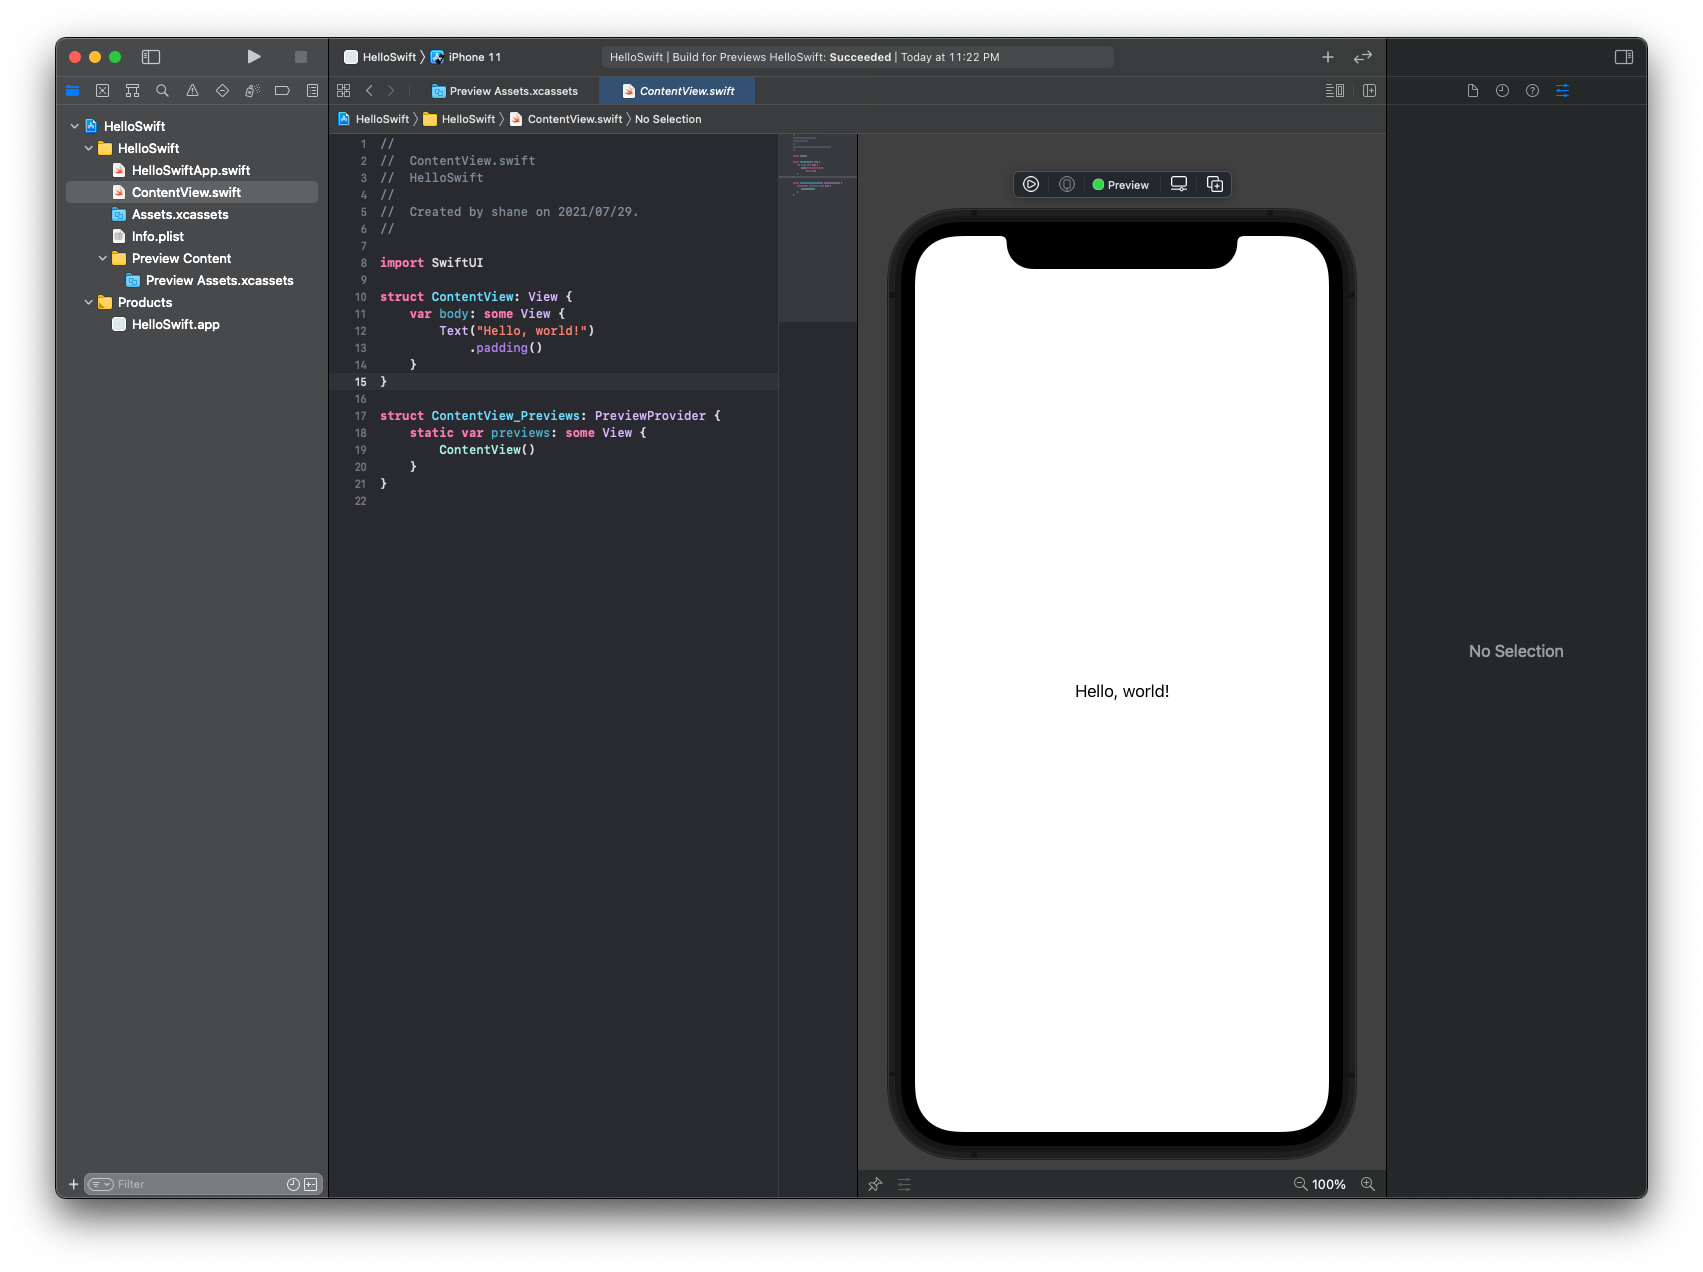 HelloSwift 〉 iPhone 11
HelloSwift | Build for Previews HelloSwift: Succeeded | Today at 11:22 PM
Preview Assets.xcassets
ContentView.swift
HelloSwift 〉 HelloSwift 〉 ContentView.swift 〉 No Selection
HelloSwift
HelloSwift
HelloSwiftApp.swift
ContentView.swift
Assets.xcassets
Info.plist
Preview Content
Preview Assets.xcassets
Products
HelloSwift.app
Filter
1 //
2 //  ContentView.swift
3 //  HelloSwift
4 //
5 //  Created by shane on 2021/07/29.
6 //
7
8 import SwiftUI
9
10 struct ContentView: View {
11     var body: some View {
12         Text("Hello, world!")
13             .padding()
14     }
15 }
16
17 struct ContentView_Previews: PreviewProvider {
18     static var previews: some View {
19         ContentView()
20     }
21 }
22
Preview
Hello, world!
100%
No Selection